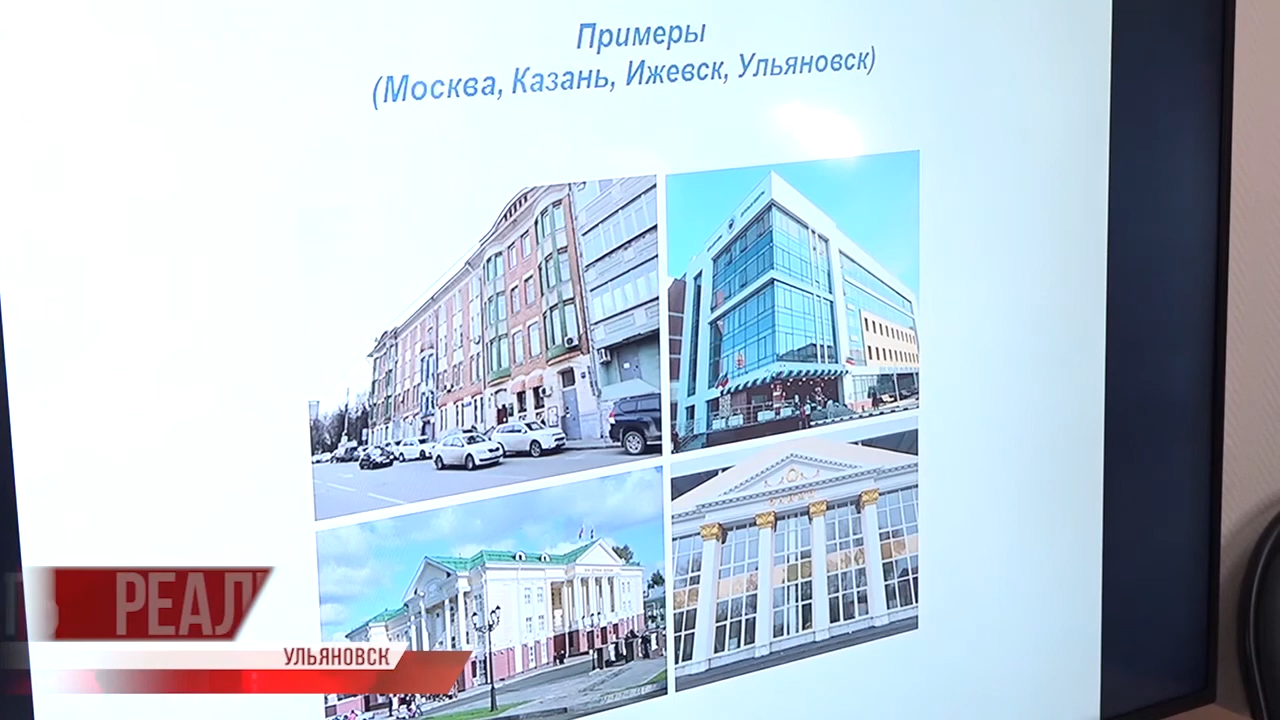 Примеры
(Москва, Казань, Ижевск, Ульяновск)
РЕАЛ
УЛЬЯНОВСК